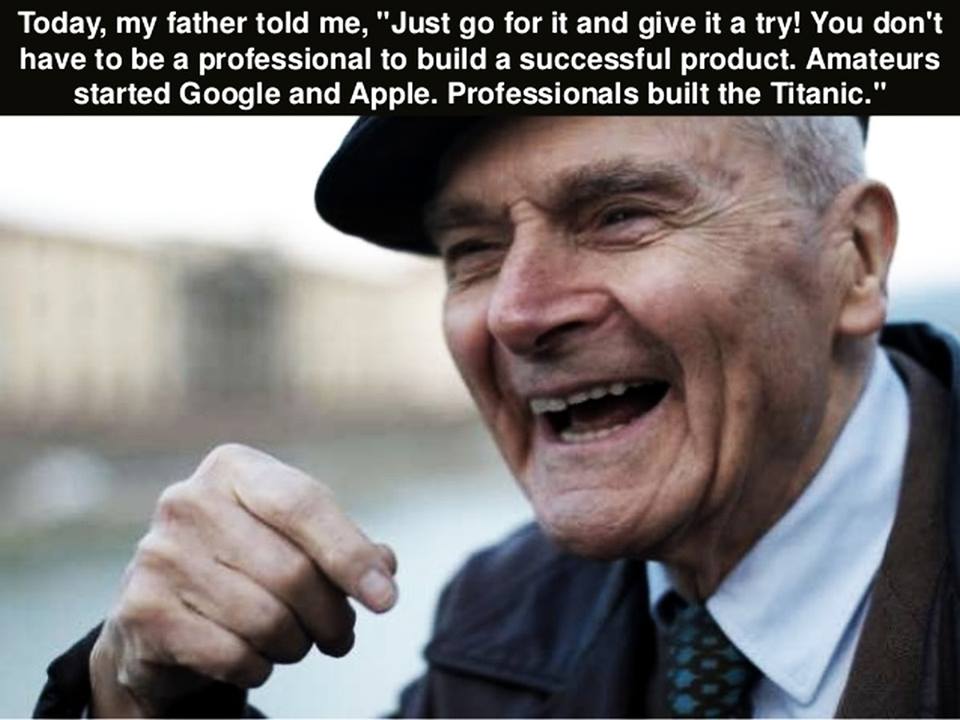 Today, my father told me, "Just go for it and give it a try! You don't
have to be a professional to build a successful product. Amateurs
started Google and Apple. Professionals built the Titanic."